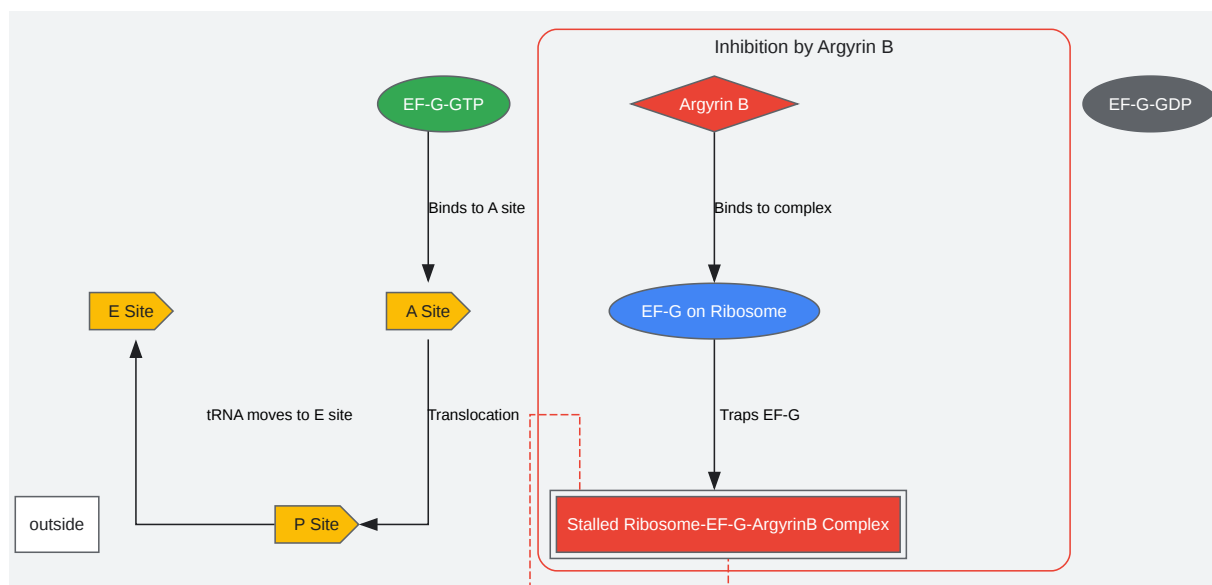 Inhibition by Argyrin B
EF-G-GTP
Argyrin B
EF-G-GDP
Binds to A site
Binds to complex
E Site
A Site
EF-G on Ribosome
tRNA moves to E site
Translocation
Traps EF-G
outside
P Site
Stalled Ribosome-EF-G-ArgyrinB Complex